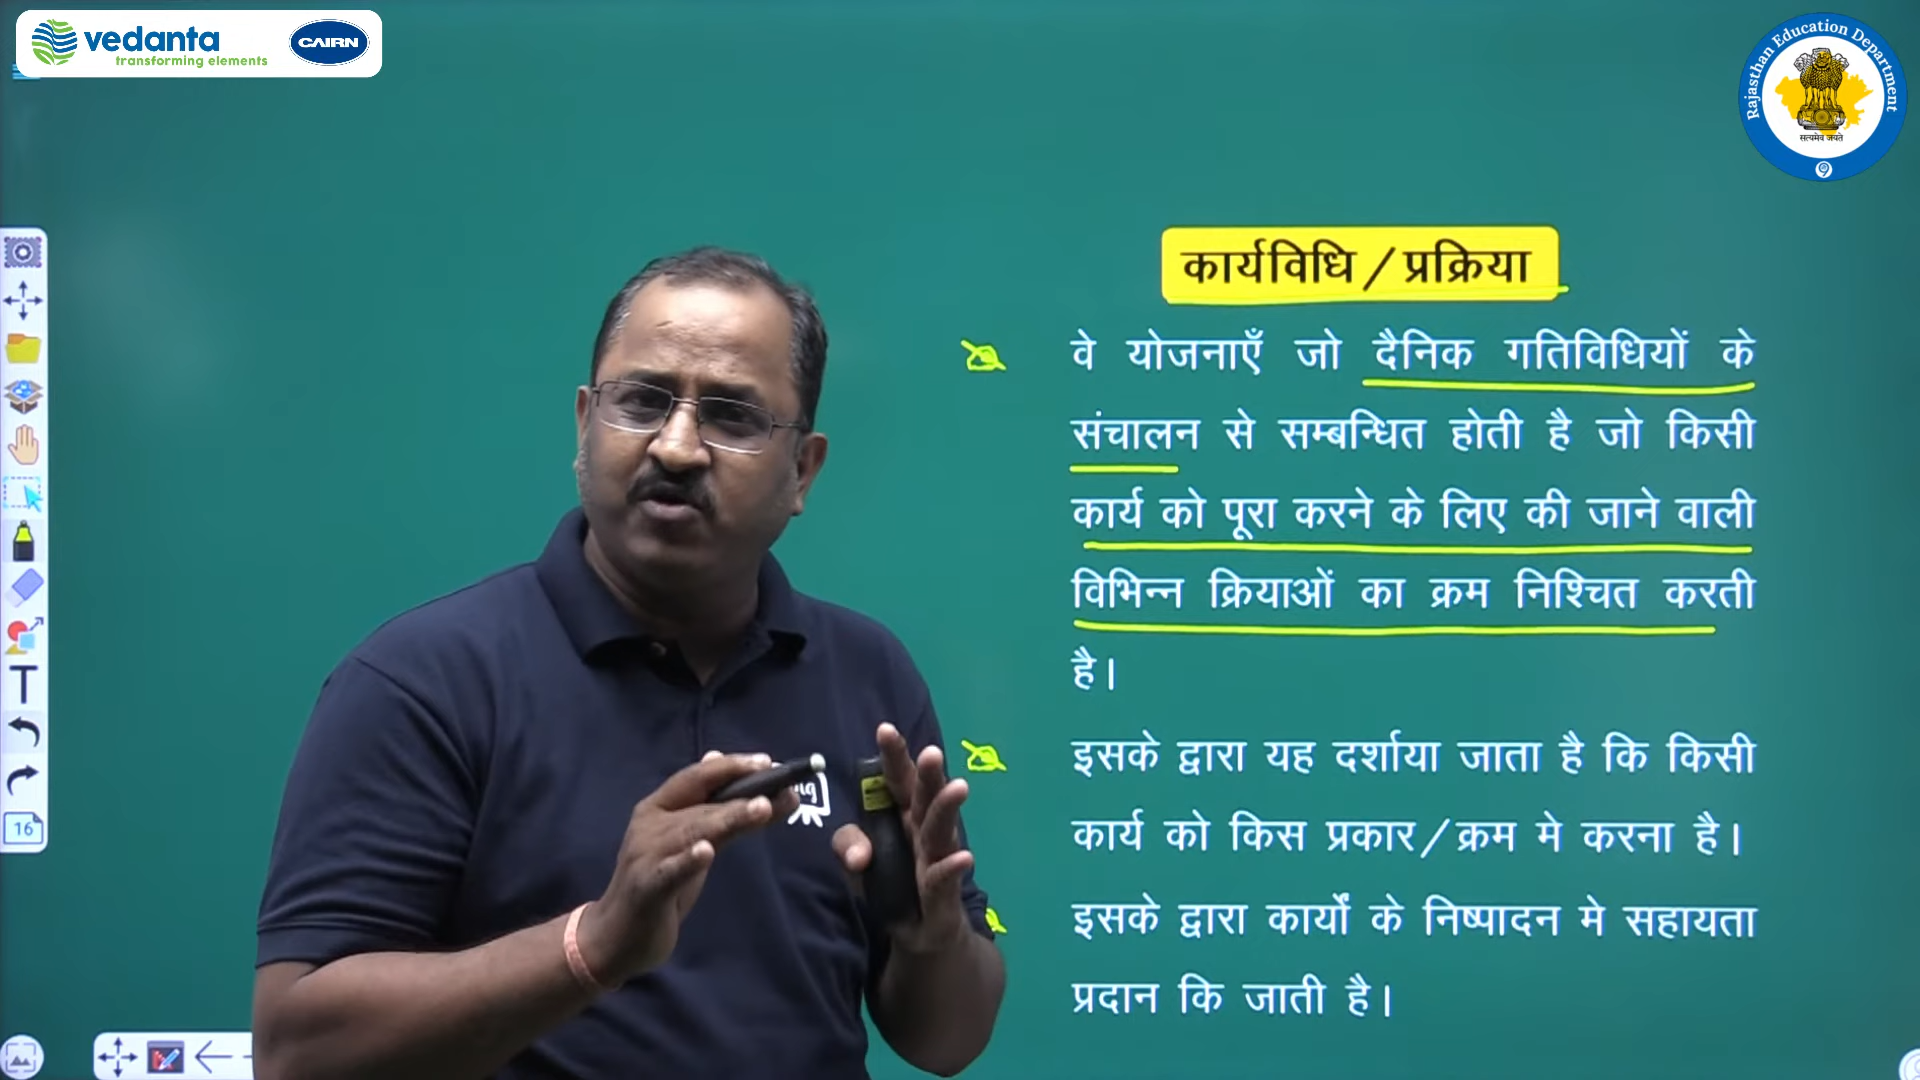 vedanta
transforming elements
CAIRN
Rajasthan Education Department
सत्यमेव जयते
कार्यविधि / प्रक्रिया
वे योजनाएँ जो दैनिक गतिविधियों के
संचालन से सम्बन्धित होती है जो किसी
कार्य को पूरा करने के लिए की जाने वाली
विभिन्न क्रियाओं का क्रम निश्चित करती
है।
इसके द्वारा यह दर्शाया जाता है कि किसी
कार्य को किस प्रकार/क्रम मे करना है।
इसके द्वारा कार्यों के निष्पादन मे सहायता
प्रदान कि जाती है।
T
16